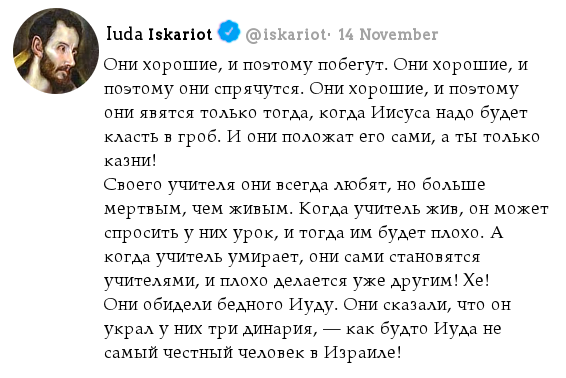 Iuda Iskariot @iskariot· 14 November
Они хорошие, и поэтому побегут. Они хорошие, и
поэтому они спрячутся. Они хорошие, и поэтому
они явятся только тогда, когда Иисуса надо будет
класть в гроб. И они положат его сами, а ты только
казни!
Своего учителя они всегда любят, но больше
мертвым, чем живым. Когда учитель жив, он может
спросить у них урок, и тогда им будет плохо. А
когда учитель умирает, они сами становятся
учителями, и плохо делается уже другим! Хе!
Они обидели бедного Иуду. Они сказали, что он
украл у них три динария, — как будто Иуда не
самый честный человек в Израиле!